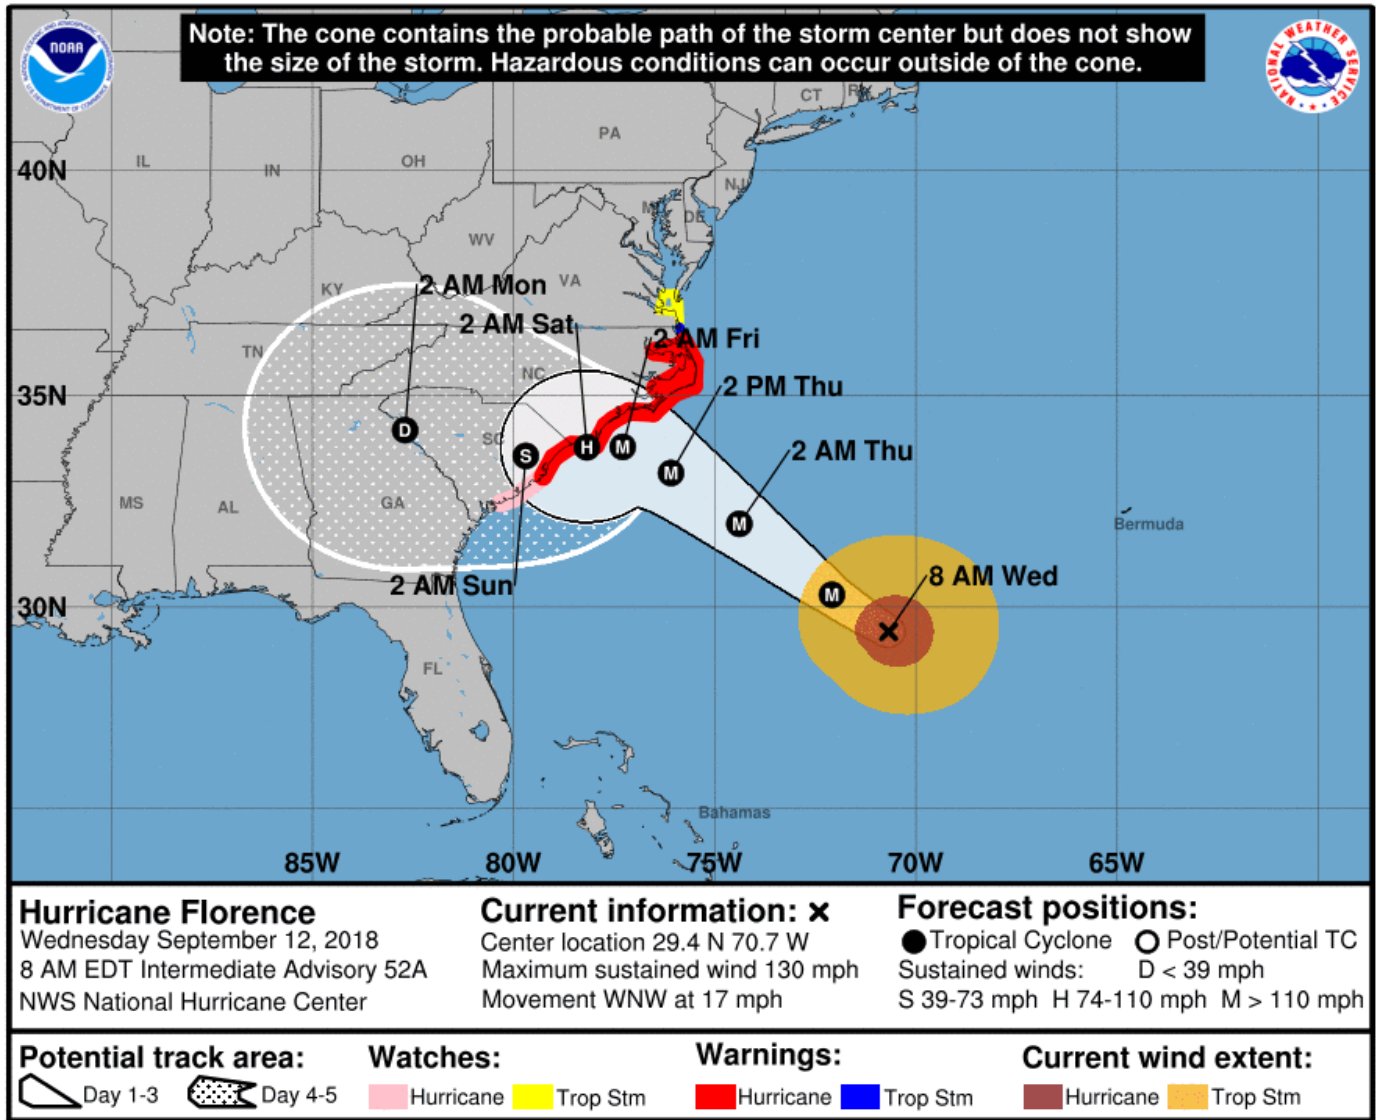 Note: The cone contains the probable path of the storm center but does not show
the size of the storm. Hazardous conditions can occur outside of the cone.
NOAA
NATIONAL OCEANIC AND ATMOSPHERIC ADMINISTRATION
U.S. DEPARTMENT OF COMMERCE
NATIONAL WEATHER SERVICE
CT
PA
IL
IN
OH
40N
NJ
DE
WV
VA
KY
2 AM Mon
2 AM Sat
2 AM Fri
TN
NC
2 PM Thu
35N
D
SC
S
H
M
M
2 AM Thu
MS
AL
GA
M
Bermuda
2 AM Sun
8 AM Wed
M
30N
FL
Bahamas
85W 80W 75W 70W 65W
Hurricane Florence
Wednesday September 12, 2018
8 AM EDT Intermediate Advisory 52A
NWS National Hurricane Center
Current information: x
Center location 29.4 N 70.7 W
Maximum sustained wind 130 mph
Movement WNW at 17 mph
Forecast positions:
Tropical Cyclone Post/Potential TC
Sustained winds: D < 39 mph
S 39-73 mph H 74-110 mph M > 110 mph
Potential track area:
Day 1-3 Day 4-5
Watches:
Hurricane Trop Stm
Warnings:
Hurricane Trop Stm
Current wind extent:
Hurricane Trop Stm